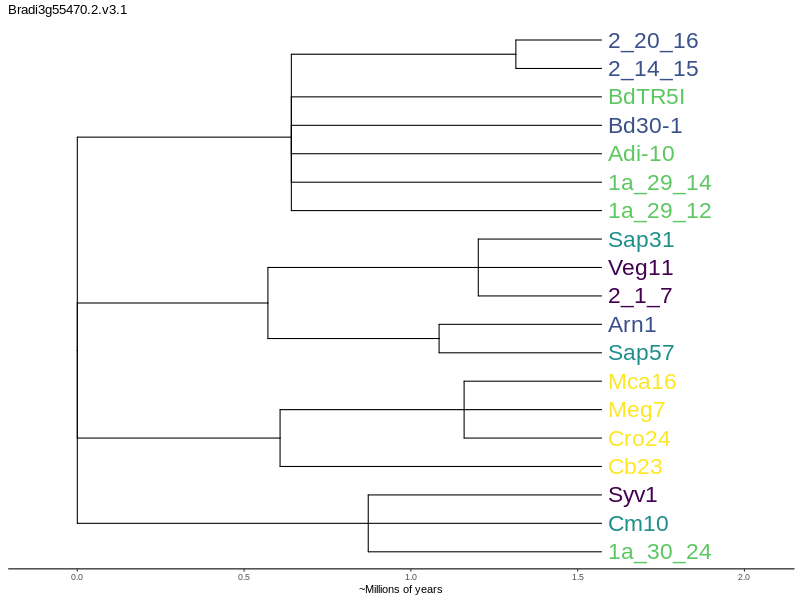 Bradi3g55470.2.v3.1
2_20_16
2_14_15
BdTR5I
Bd30-1
Adi-10
1a_29_14
1a_29_12
Sap31
Veg11
2_1_7
Arn1
Sap57
Mca16
Meg7
Cro24
Cb23
Syv1
Cm10
1a_30_24
0.0 0.5 1.0 1.5 2.0
~Millions of years